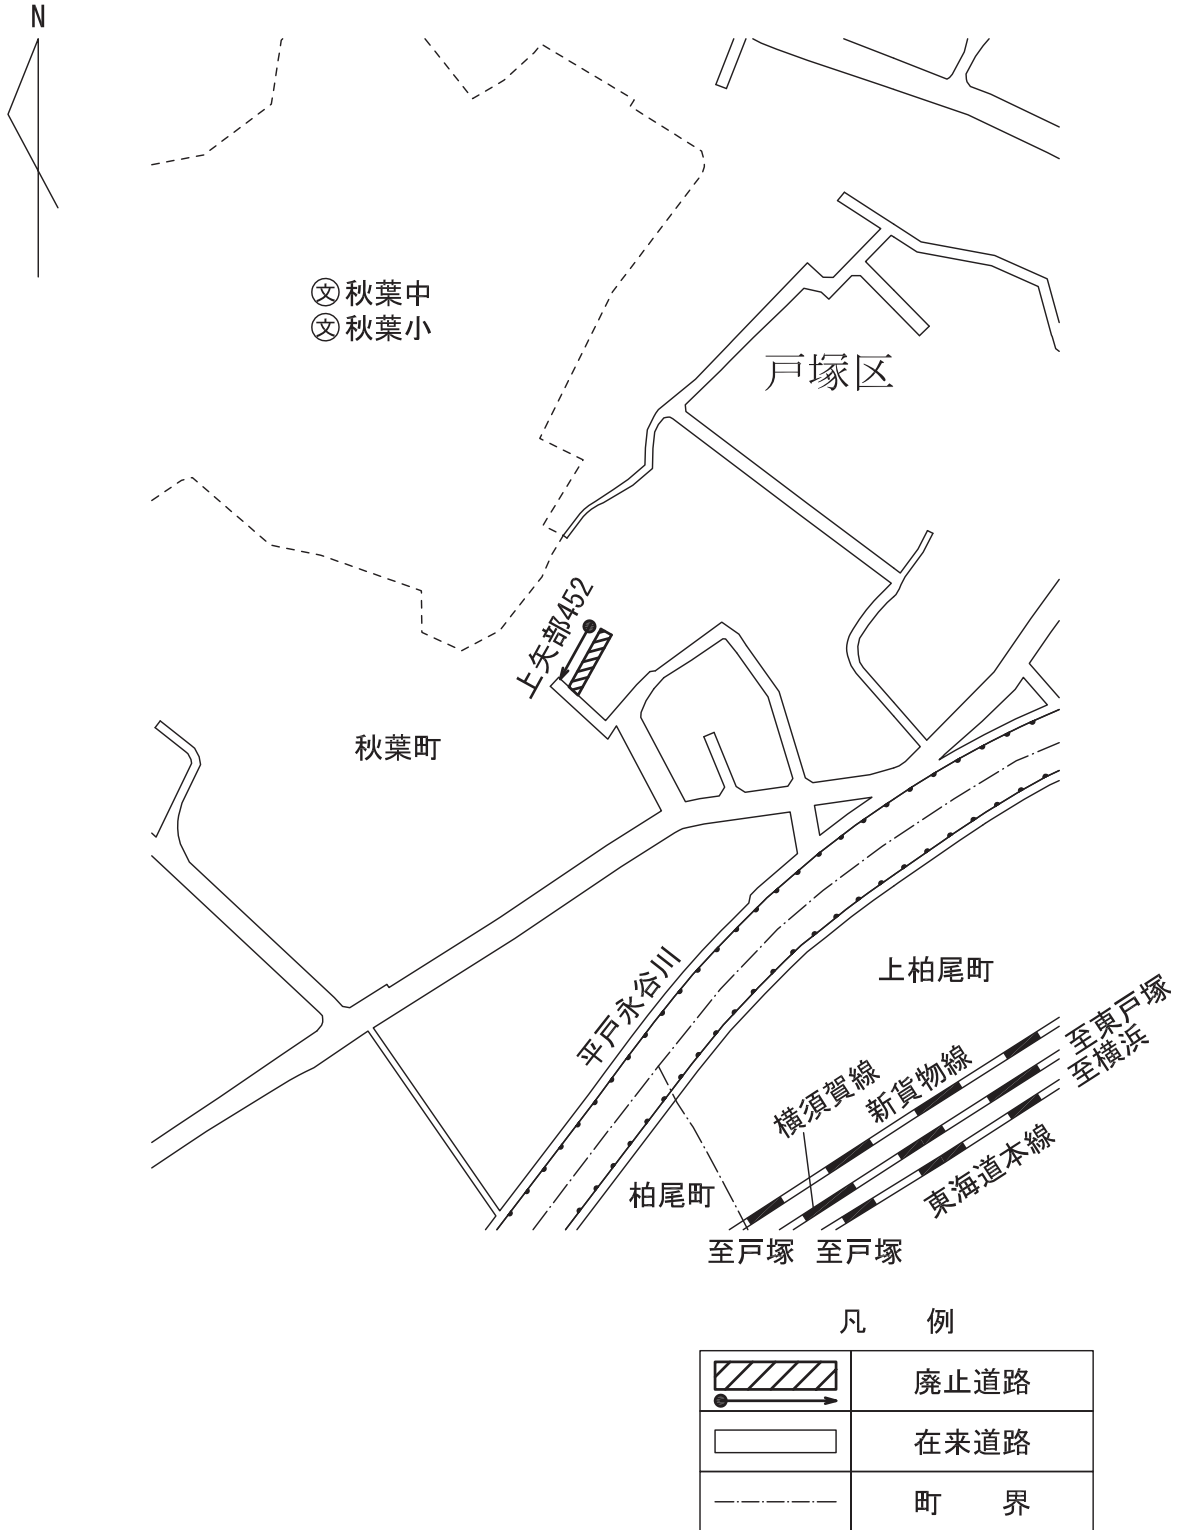 N
文秋葉中
文秋葉小
戸塚区
上矢部452
秋葉町
平戸永谷川
上柏尾町
至東戸塚
至横浜
新貨物線
横須賀線
東海道本線
柏尾町
至戸塚 至戸塚
凡 例
廃止道路
在来道路
町 界